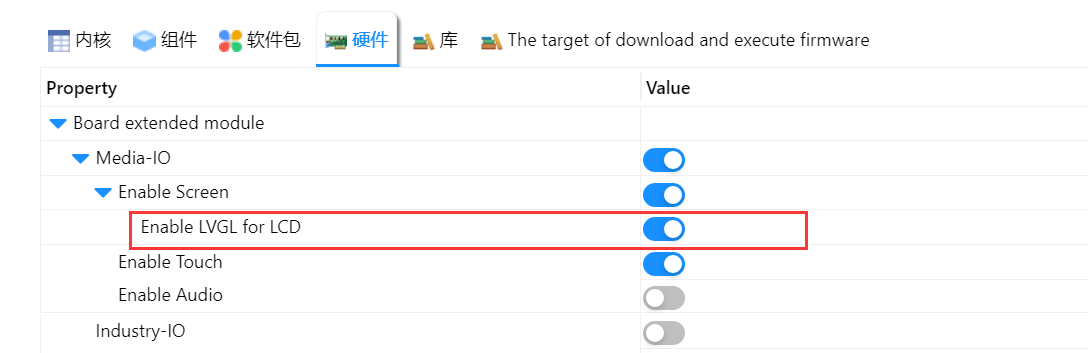 内核 组件 软件包 硬件 库 The target of download and execute firmware
Property Value
Board extended module
Media-IO
Enable Screen
Enable LVGL for LCD
Enable Touch
Enable Audio
Industry-IO